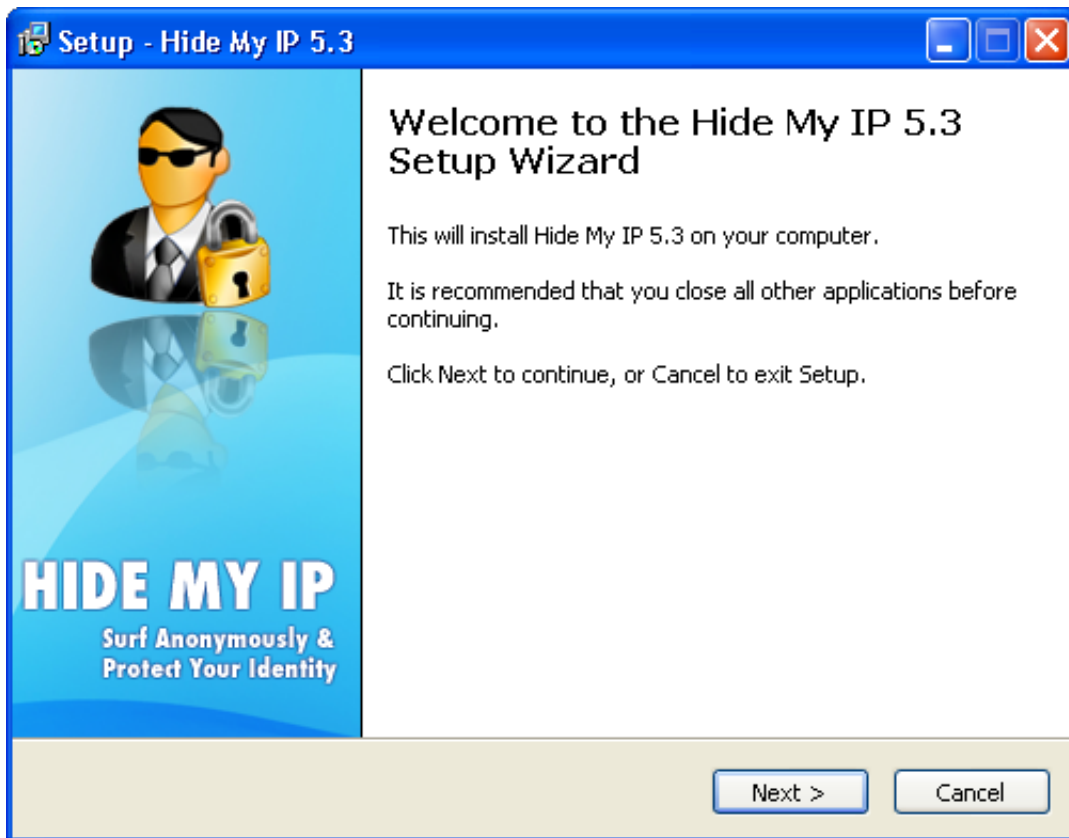 Setup - Hide My IP 5.3
Welcome to the Hide My IP 5.3
Setup Wizard
This will install Hide My IP 5.3 on your computer.
It is recommended that you close all other applications before
continuing.
Click Next to continue, or Cancel to exit Setup.
HIDE MY IP
Surf Anonymously &
Protect Your Identity
Next >
Cancel